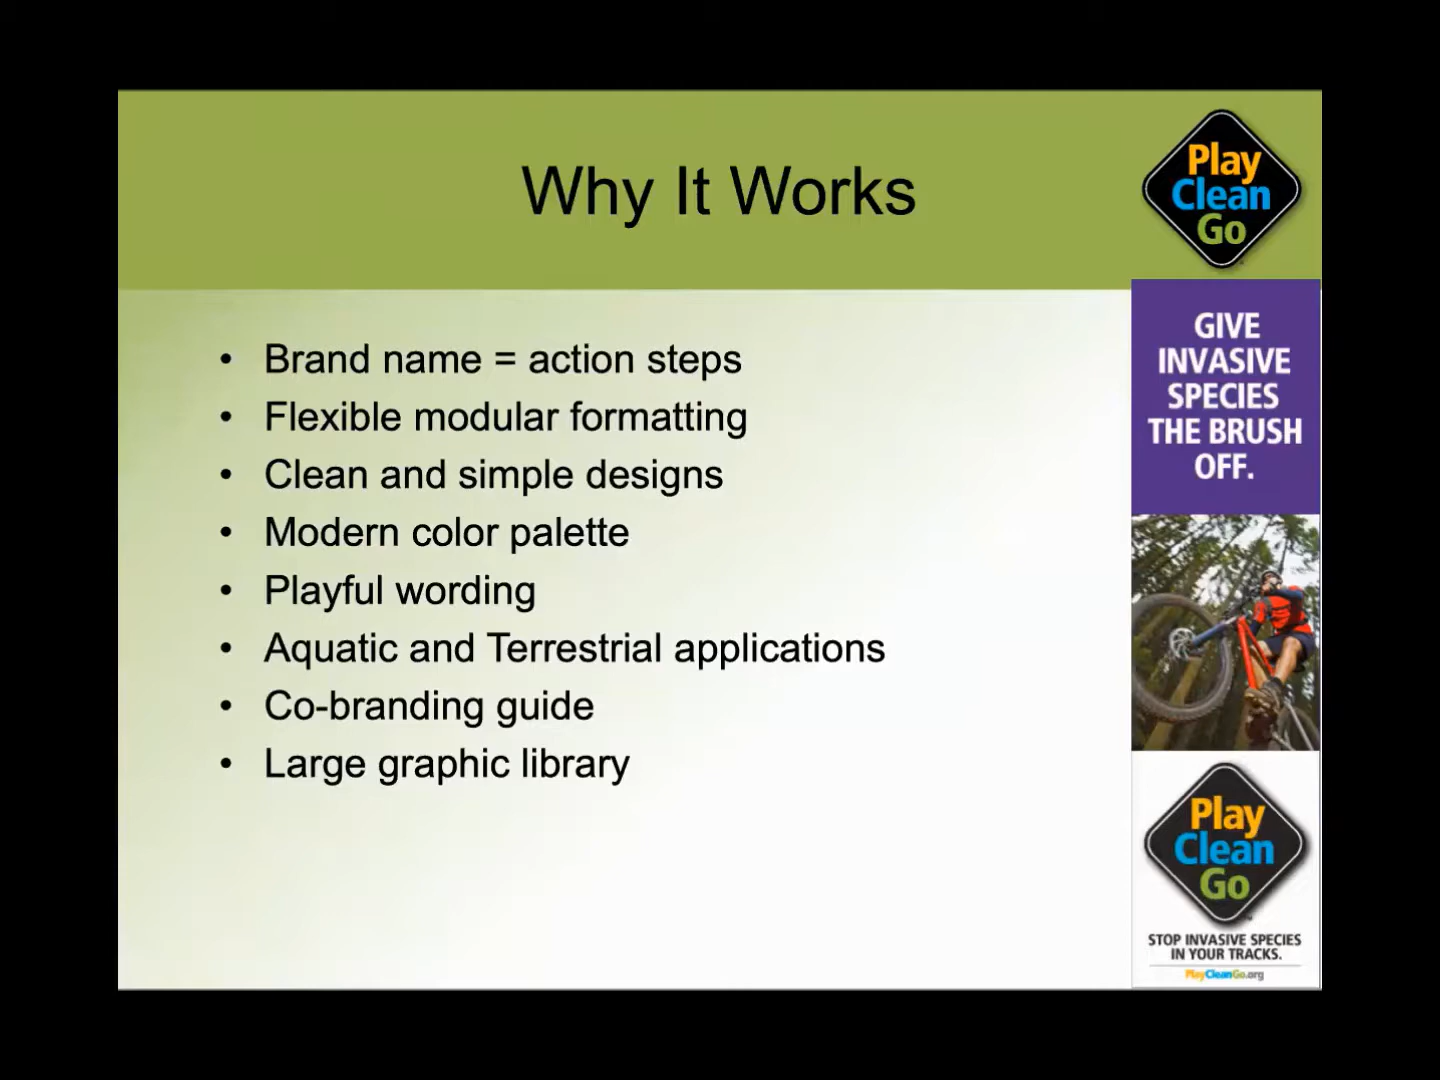 Why It Works
Play
Clean
Go
• Brand name = action steps
• Flexible modular formatting
• Clean and simple designs
• Modern color palette
• Playful wording
• Aquatic and Terrestrial applications
• Co-branding guide
• Large graphic library
GIVE
INVASIVE
SPECIES
THE BRUSH
OFF.
Play
Clean
Go
STOP INVASIVE SPECIES
IN YOUR TRACKS.
PlayCleanGo.org